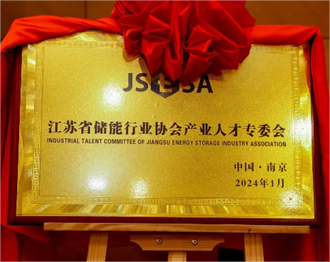 JSESA
江苏省储能行业协会产业人才专委会
INDUSTRIAL TALENT COMMITTEE OF JIANGSU ENERGY STORAGE INDUSTRY ASSOCIATION
中国·南京
2024年1月